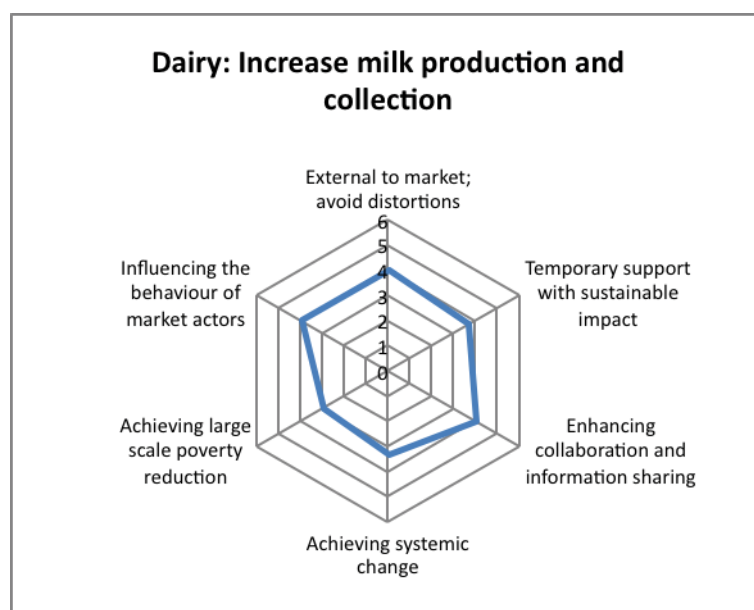 Dairy: Increase milk production and
collection
External to market;
avoid distortions
6
5
4
3
2
1
0
Temporary support
with sustainable
impact
Enhancing
collaboration and
information sharing
Achieving systemic
change
Achieving large
scale poverty
reduction
Influencing the
behaviour of
market actors